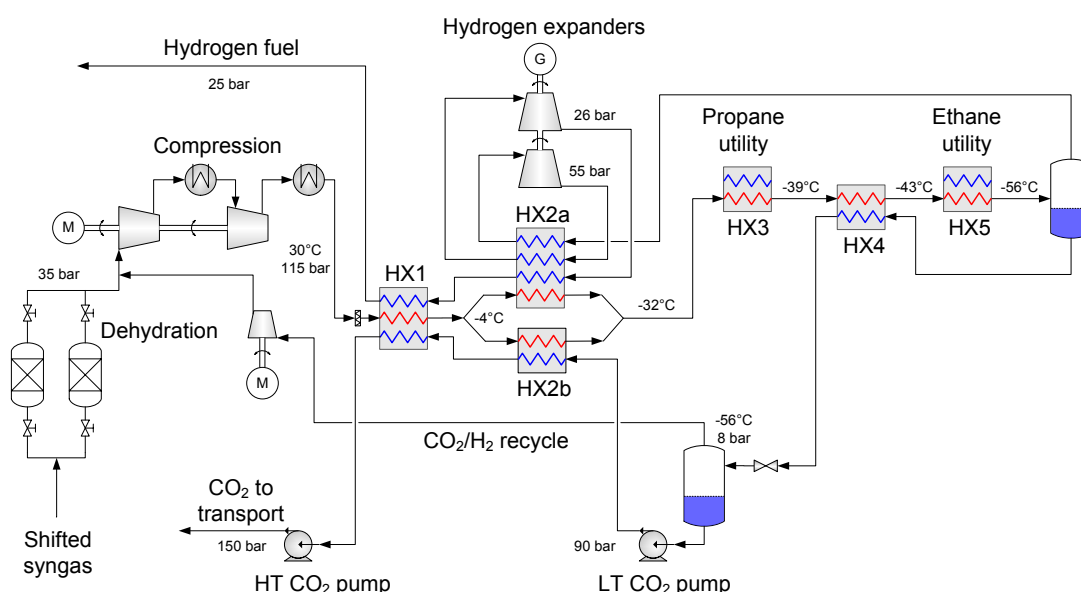 Hydrogen expanders
Hydrogen fuel
G
25 bar
26 bar
Propane
utility
Ethane
utility
Compression
55 bar
M
-39°C
-43°C
-56°C
HX2a
HX3
HX4
HX5
30°C
115 bar
35 bar
HX1
-4°C
-32°C
Dehydration
M
HX2b
CO₂/H₂ recycle
-56°C
8 bar
CO₂ to
transport
150 bar
90 bar
Shifted
syngas
HT CO₂ pump
LT CO₂ pump